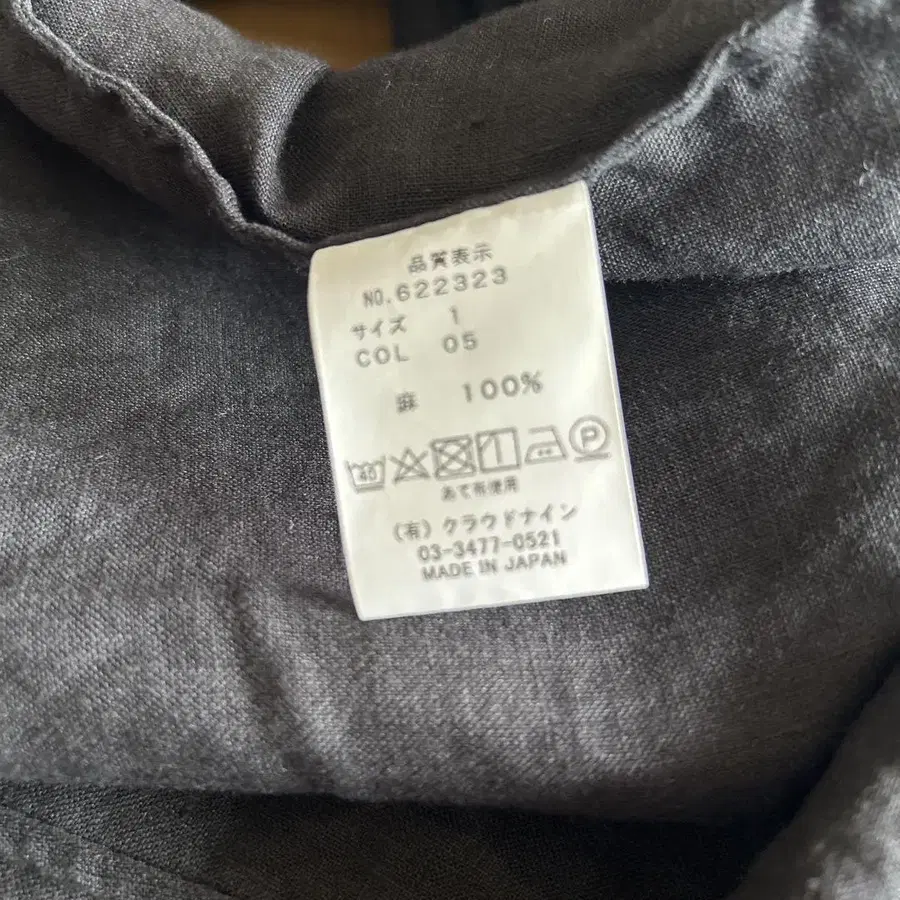 品質表示
NO.622323
サイズ 1
COL 05
麻 100%
40 P
あて布使用
(有)クラウドナイン
03-3477-0521
MADE IN JAPAN